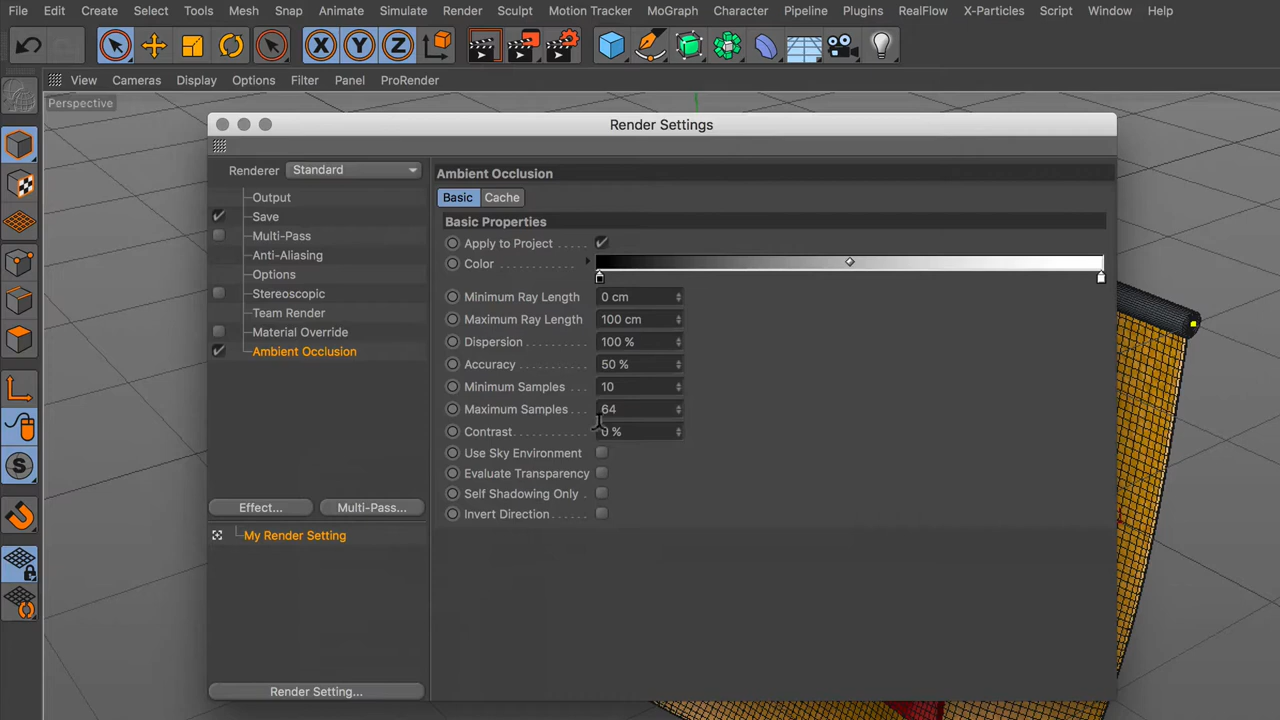 File Edit Create Select Tools Mesh Snap Animate Simulate Render Sculpt Motion Tracker MoGraph Character Pipeline Plugins RealFlow X-Particles Script Window Help
X Y Z
View Cameras Display Options Filter Panel ProRender
Perspective
Render Settings
Renderer Standard
Output
Save
Multi-Pass
Anti-Aliasing
Options
Stereoscopic
Team Render
Material Override
Ambient Occlusion
Effect... Multi-Pass...
My Render Setting
Render Setting...
Ambient Occlusion
Basic Cache
Basic Properties
Apply to Project . . . .
Color . . . . . . . . . .
Minimum Ray Length 0 cm
Maximum Ray Length 100 cm
Dispersion . . . . . . . 100 %
Accuracy . . . . . . . . 50 %
Minimum Samples . . . 10
Maximum Samples . . . 64
Contrast. . . . . . . . . . 0 %
Use Sky Environment
Evaluate Transparency
Self Shadowing Only .
Invert Direction . . . . . .
S